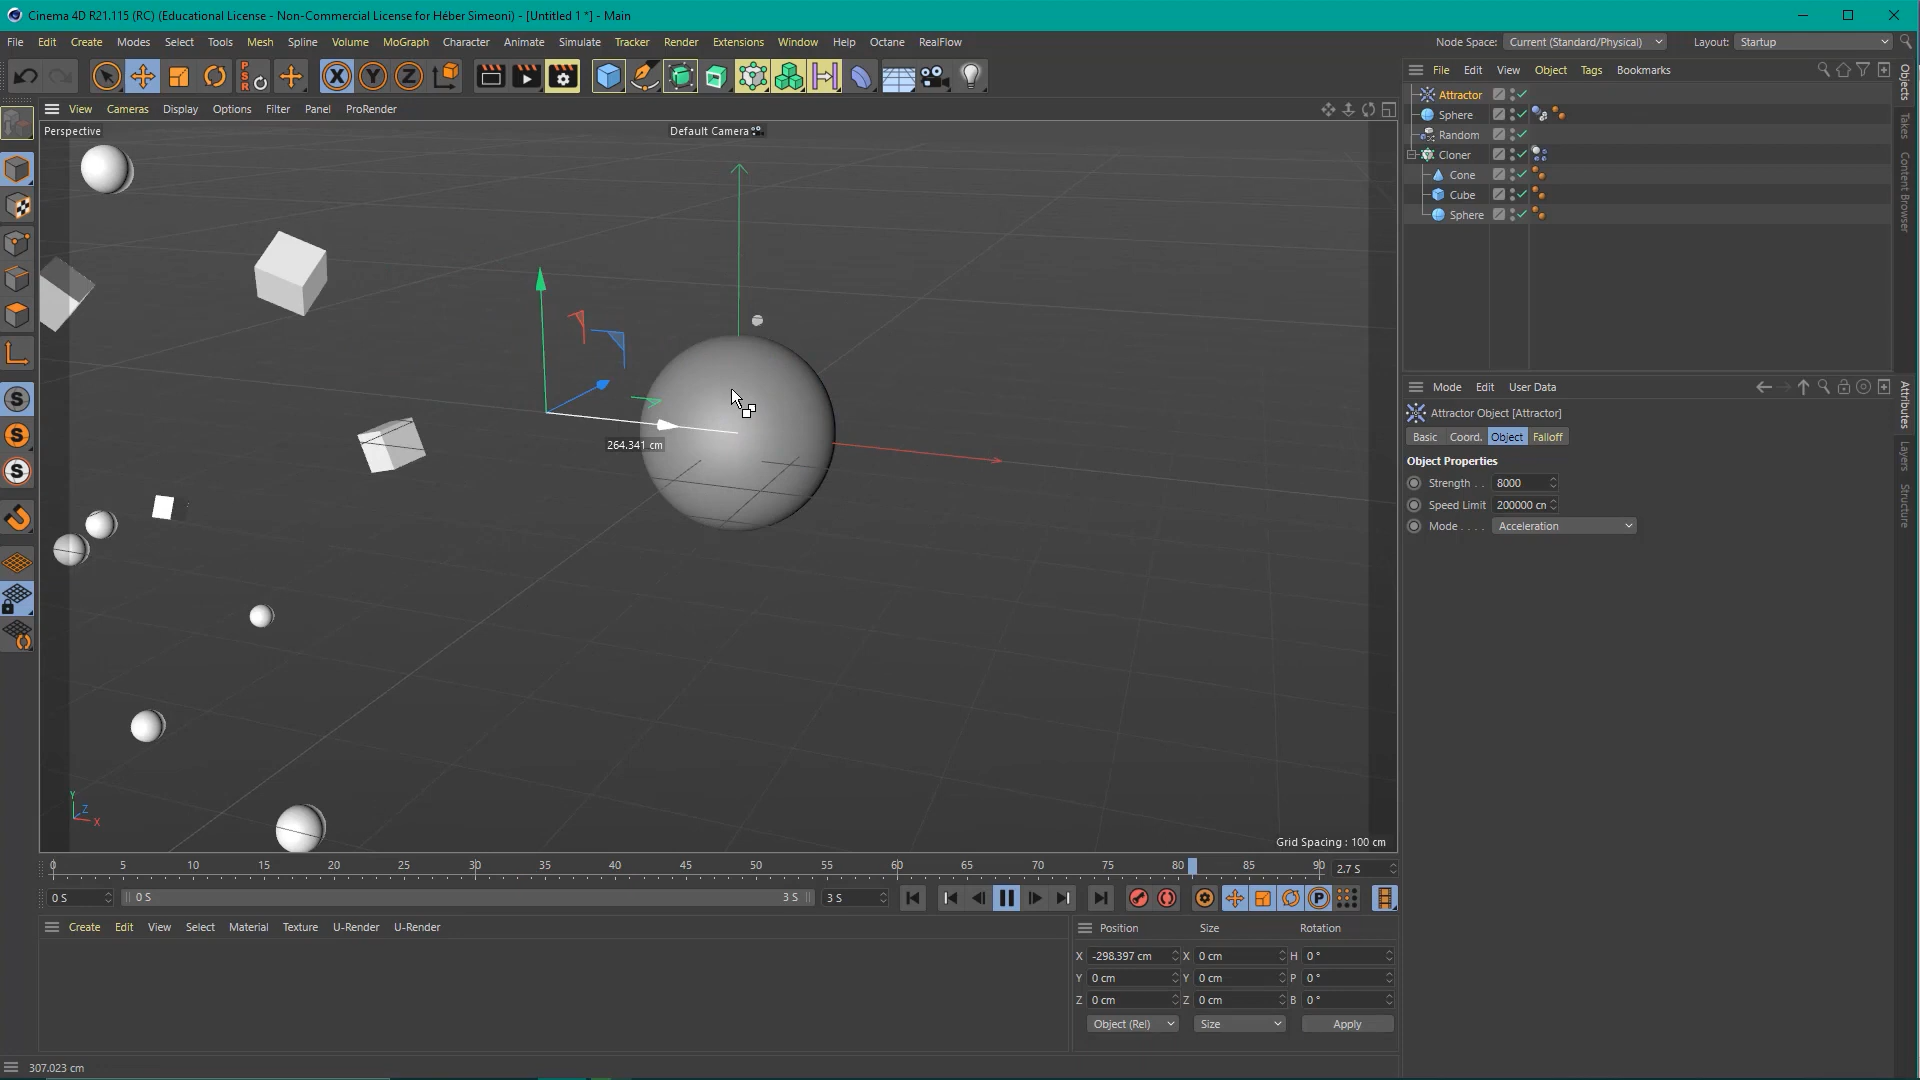 Cinema 4D R21.115 (RC) (Educational License - Non-Commercial License for Héber Simeoni) - [Untitled 1 *] - Main
File Edit Create Modes Select Tools Mesh Spline Volume MoGraph Character Animate Simulate Tracker Render Extensions Window Help Octane RealFlow
Node Space: Current (Standard/Physical) Layout: Startup
X Y Z
PSR
File Edit View Object Tags Bookmarks
View Cameras Display Options Filter Panel ProRender
Perspective
Default Camera
Attractor
Sphere
Random
Cloner
Cone
Cube
Sphere
Objects
Takes
Content Browser
264.341 cm
Mode Edit User Data
Attractor Object [Attractor]
Basic Coord. Object Falloff
Object Properties
Strength . . 8000
Speed Limit 200000 cn
Mode . . . . Acceleration
Attributes
Layers
Structure
S
S
S
Y
Z
X
Grid Spacing : 100 cm
0 5 10 15 20 25 30 35 40 45 50 55 60 65 70 75 80 85 90 2.7 S
0 S 0 S 3 S 3 S P
Create Edit View Select Material Texture U-Render U-Render
Position Size Rotation
X -298.397 cm X 0 cm H 0 °
Y 0 cm Y 0 cm P 0 °
Z 0 cm Z 0 cm B 0 °
Object (Rel) Size Apply
307.023 cm